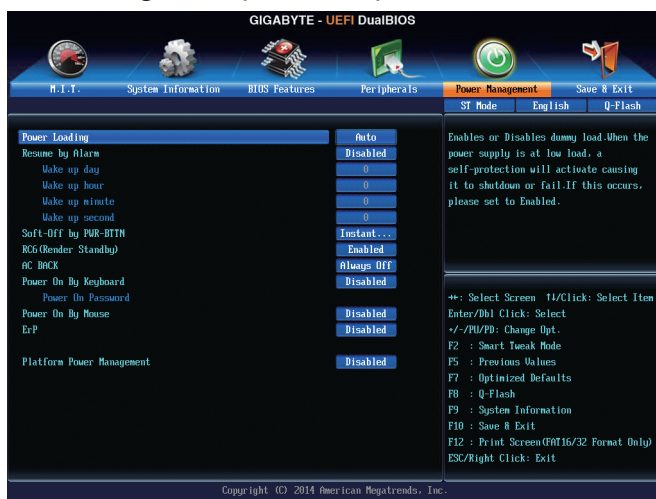 GIGABYTE - UEFI DualBIOS
M.I.T. System Information BIOS Features Peripherals Power Management Save & Exit
ST Mode English Q-Flash
Power Loading Auto
Resume by Alarm Disabled
Wake up day 0
Wake up hour 0
Wake up minute 0
Wake up second 0
Soft-Off by PWR-BTTN Instant...
RC6(Render Standby) Enabled
AC BACK Always Off
Power On By Keyboard Disabled
Power On Password
Power On By Mouse Disabled
ErP Disabled
Platform Power Management Disabled
Enables or Disables dummy load.When the
power supply is at low load, a
self-protection will activate causing
it to shutdown or fail.If this occurs,
please set to Enabled.
→←: Select Screen ↑↓/Click: Select Item
Enter/Dbl Click: Select
+/-/PU/PD: Change Opt.
F2 : Smart Tweak Mode
F5 : Previous Values
F7 : Optimized Defaults
F8 : Q-Flash
F9 : System Information
F10 : Save & Exit
F12 : Print Screen(FAT16/32 Format Only)
ESC/Right Click: Exit
Copyright (C) 2014 American Megatrends, Inc.